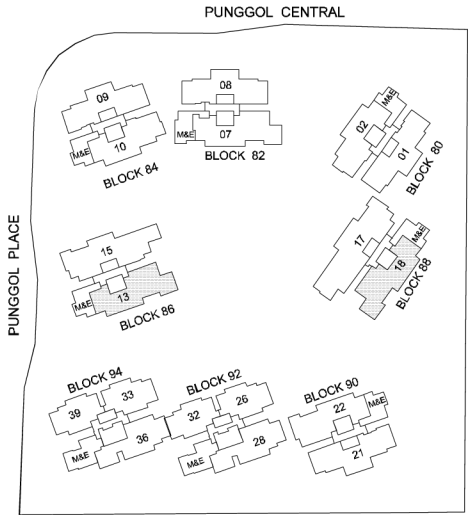 PUNGGOL CENTRAL
PUNGGOL PLACE
09
10
M&E
BLOCK 84
08
07
M&E
BLOCK 82
M&E
02
01
BLOCK 80
15
13
M&E
BLOCK 86
17
M&E
18
BLOCK 88
BLOCK 94
33
39
36
M&E
BLOCK 92
26
32
28
M&E
BLOCK 90
22
M&E
21